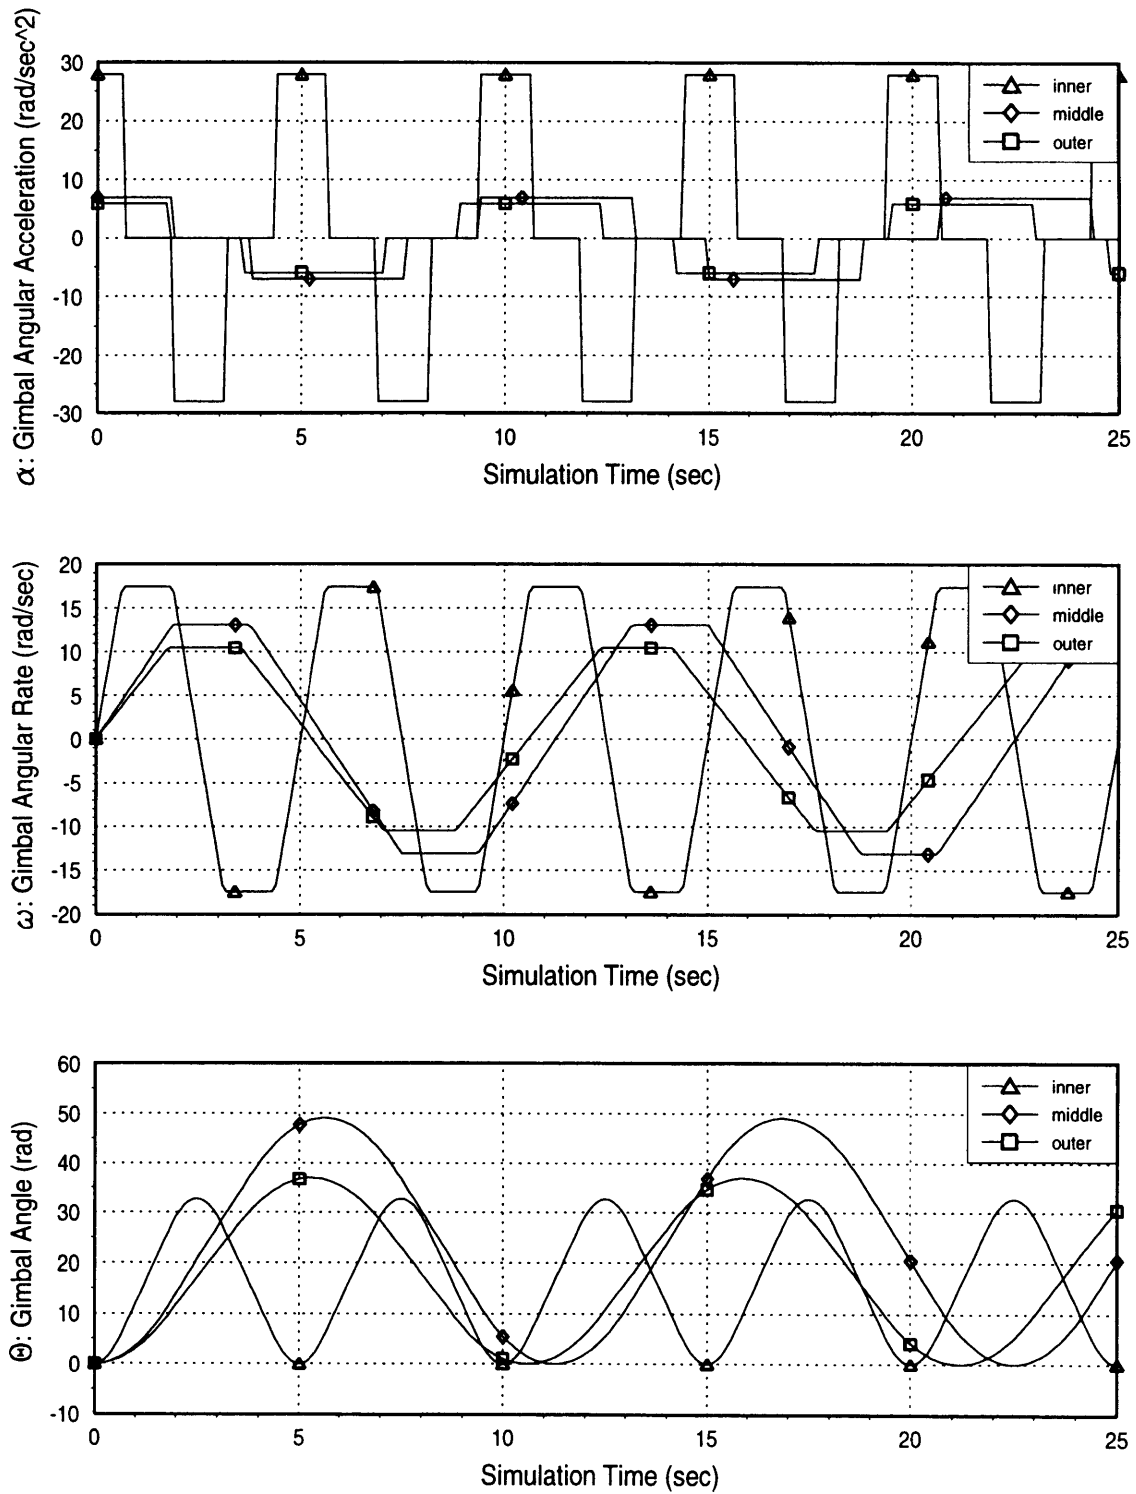 α: Gimbal Angular Acceleration (rad/sec^2)
30
20
10
0
-10
-20
-30
inner
middle
outer
0 5 10 15 20 25
Simulation Time (sec)
ω: Gimbal Angular Rate (rad/sec)
20
15
10
5
0
-5
-10
-15
-20
inner
middle
outer
0 5 10 15 20 25
Simulation Time (sec)
Θ: Gimbal Angle (rad)
60
50
40
30
20
10
0
-10
inner
middle
outer
0 5 10 15 20 25
Simulation Time (sec)